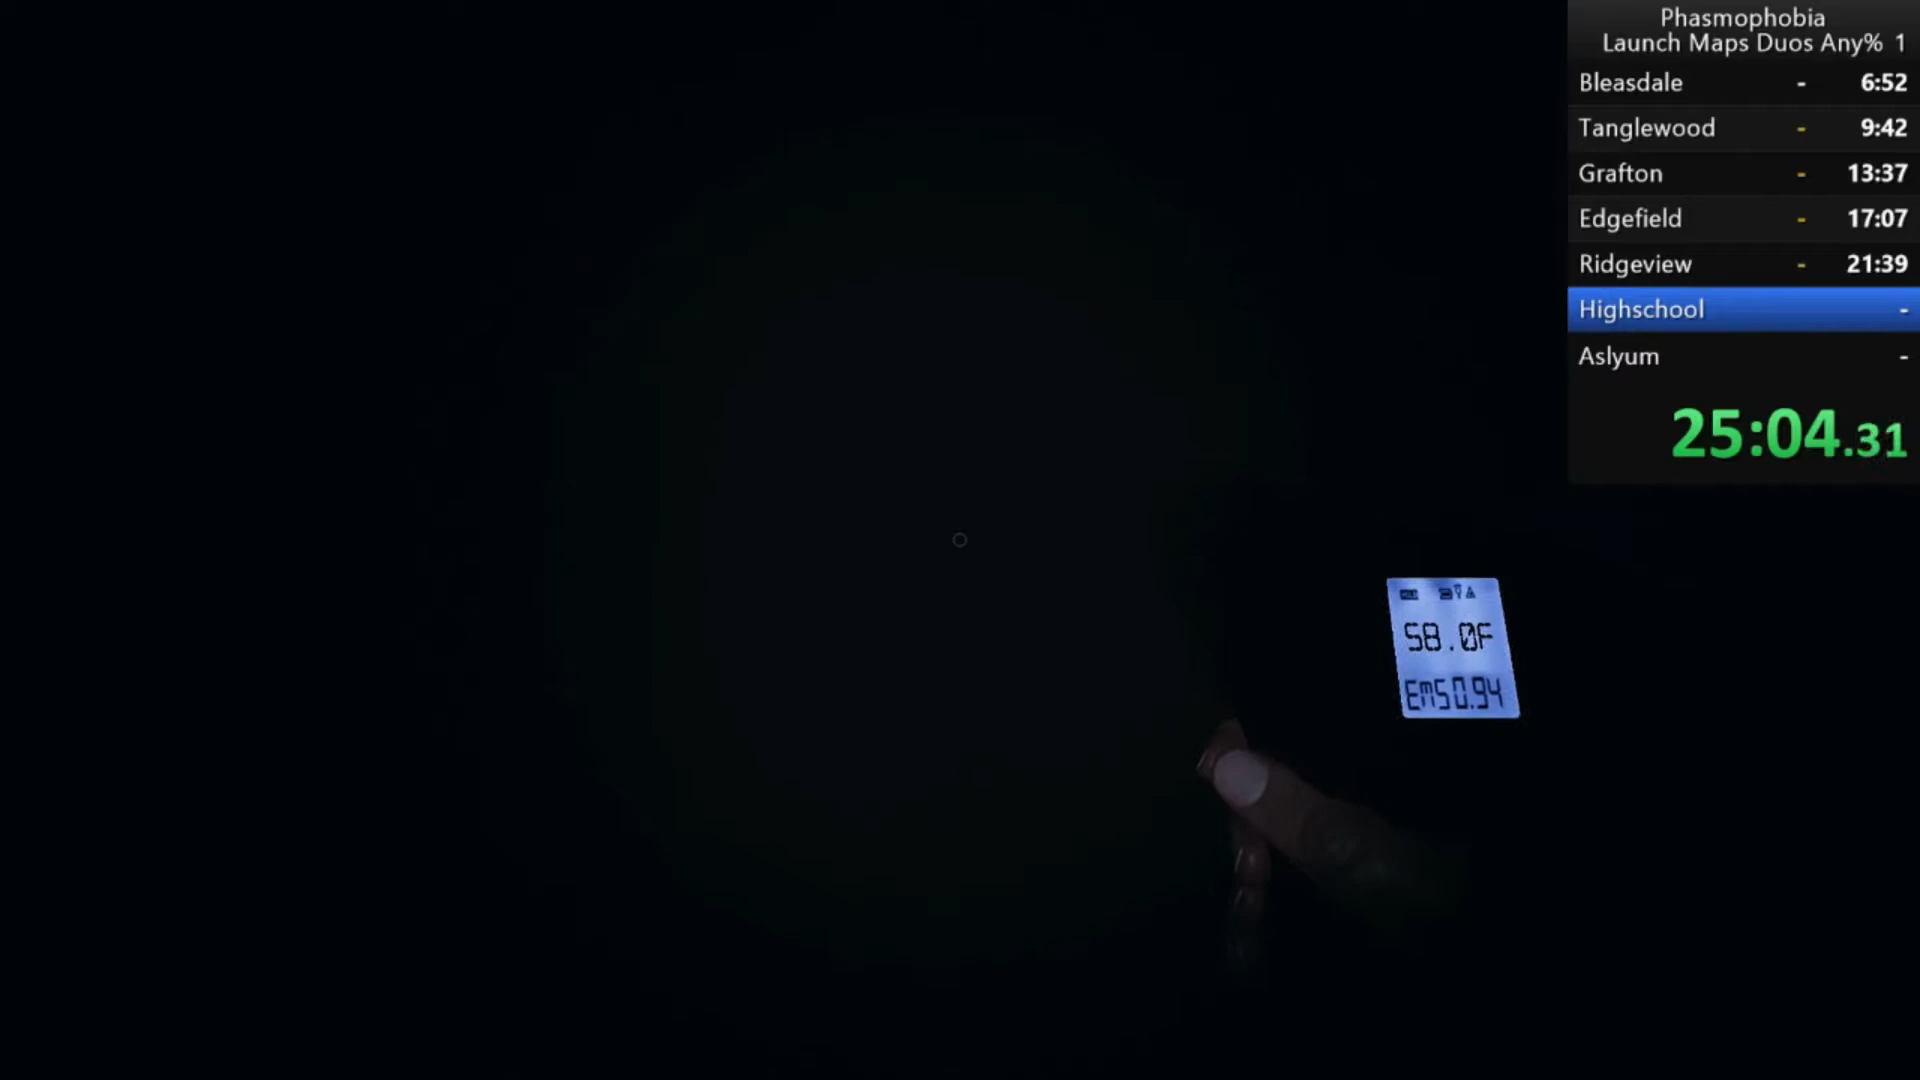 Phasmophobia
Launch Maps Duos Any% 1
Bleasdale - 6:52
Tanglewood - 9:42
Grafton - 13:37
Edgefield - 17:07
Ridgeview - 21:39
Highschool -
Aslyum -
25:04.31
58.0F
EmS0.94